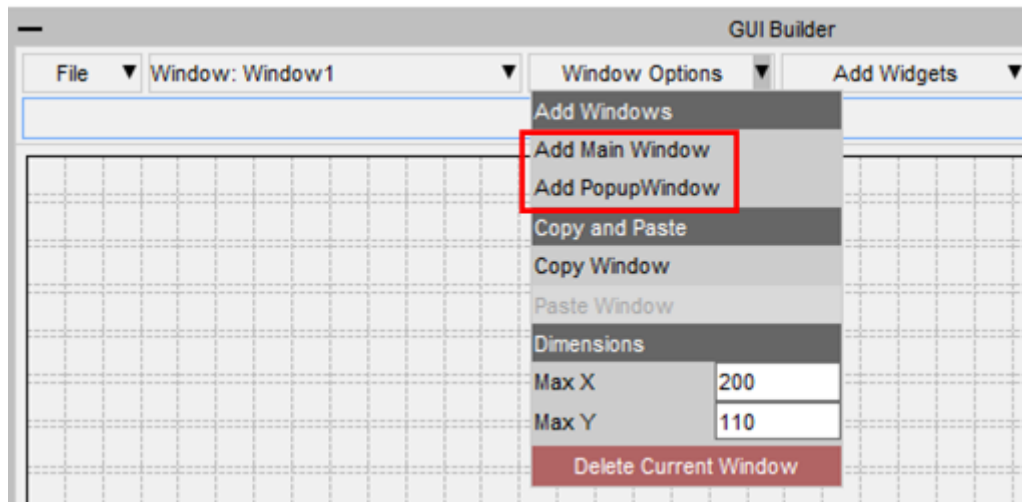 GUI Builder
File ▼ Window: Window1 ▼ Window Options ▼ Add Widgets ▼
Add Windows
Add Main Window
Add PopupWindow
Copy and Paste
Copy Window
Paste Window
Dimensions
Max X 200
Max Y 110
Delete Current Window